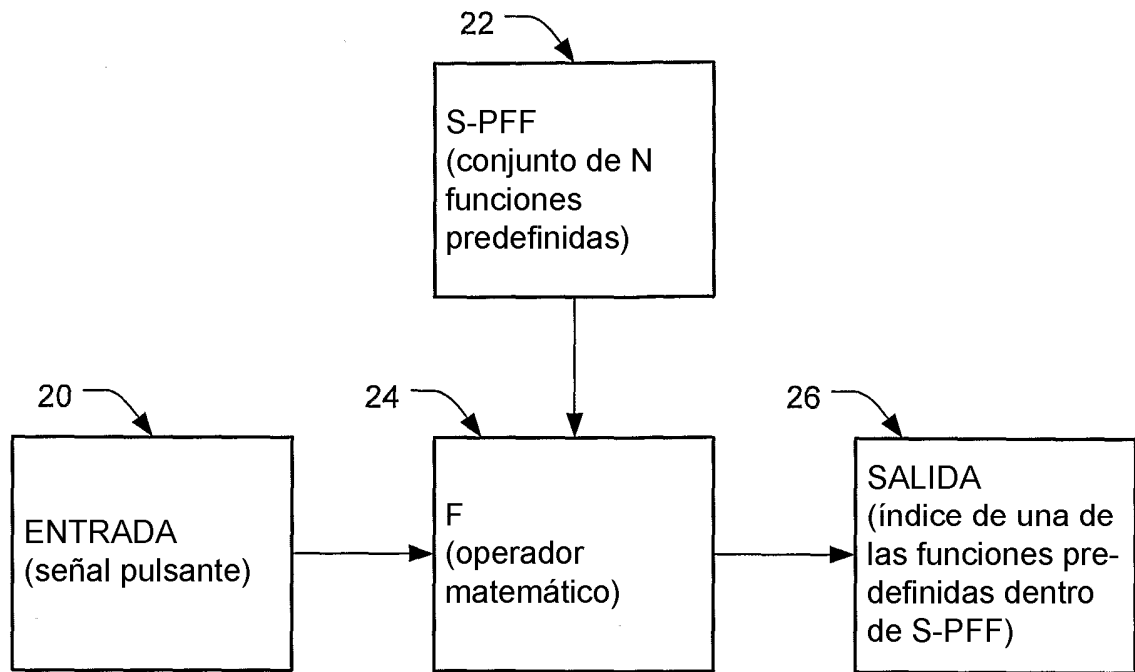 22
S-PFF
(conjunto de N
funciones
predefinidas)
20
ENTRADA
(señal pulsante)
24
F
(operador
matemático)
26
SALIDA
(índice de una de
las funciones pre-
definidas dentro
de S-PFF)